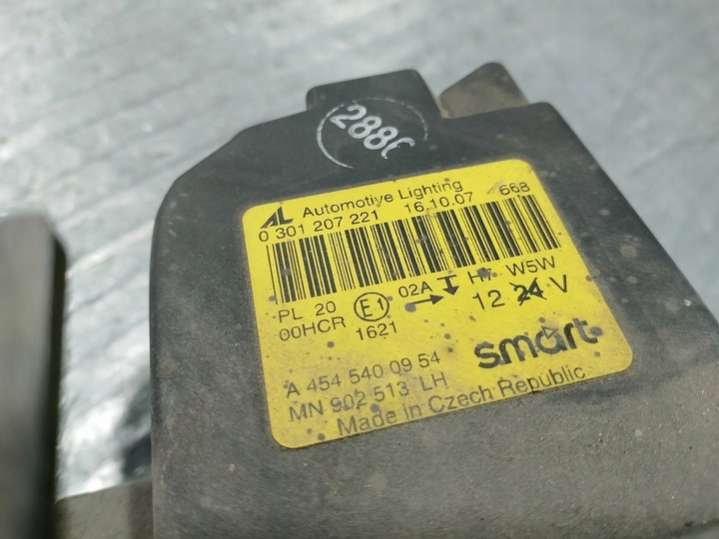 288
AL Automotive Lighting
0 301 207 221 16.10.07 668
PL 20 E1 02A W5W
00HCR 1621 12 24 V
smart
A 454 540 09 54
MN 902 513 LH
Made in Czech Republic